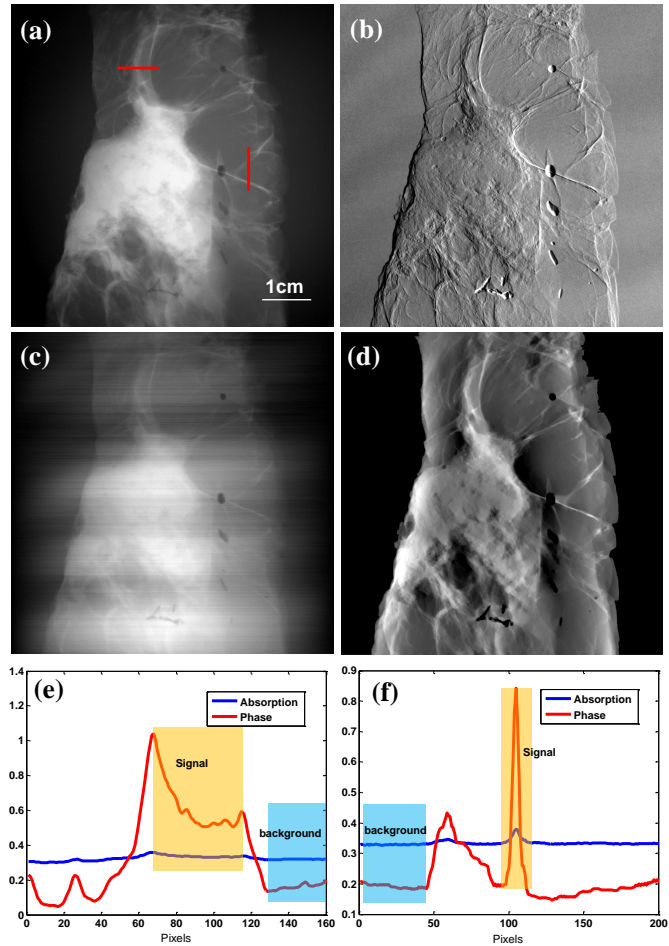 (a)
(b)
1cm
(c)
(d)
(e)
Absorption
Phase
Signal
background
1.4
1.2
1
0.8
0.6
0.4
0.2
0
0 20 40 60 80 100 120 140 160
Pixels
(f)
Absorption
Phase
Signal
background
0.9
0.8
0.7
0.6
0.5
0.4
0.3
0.2
0.1
0 50 100 150 200
Pixels